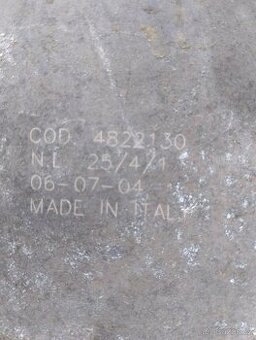 COD. 4822130
N.L. 25/4/1
06-07-04
MADE IN ITALY